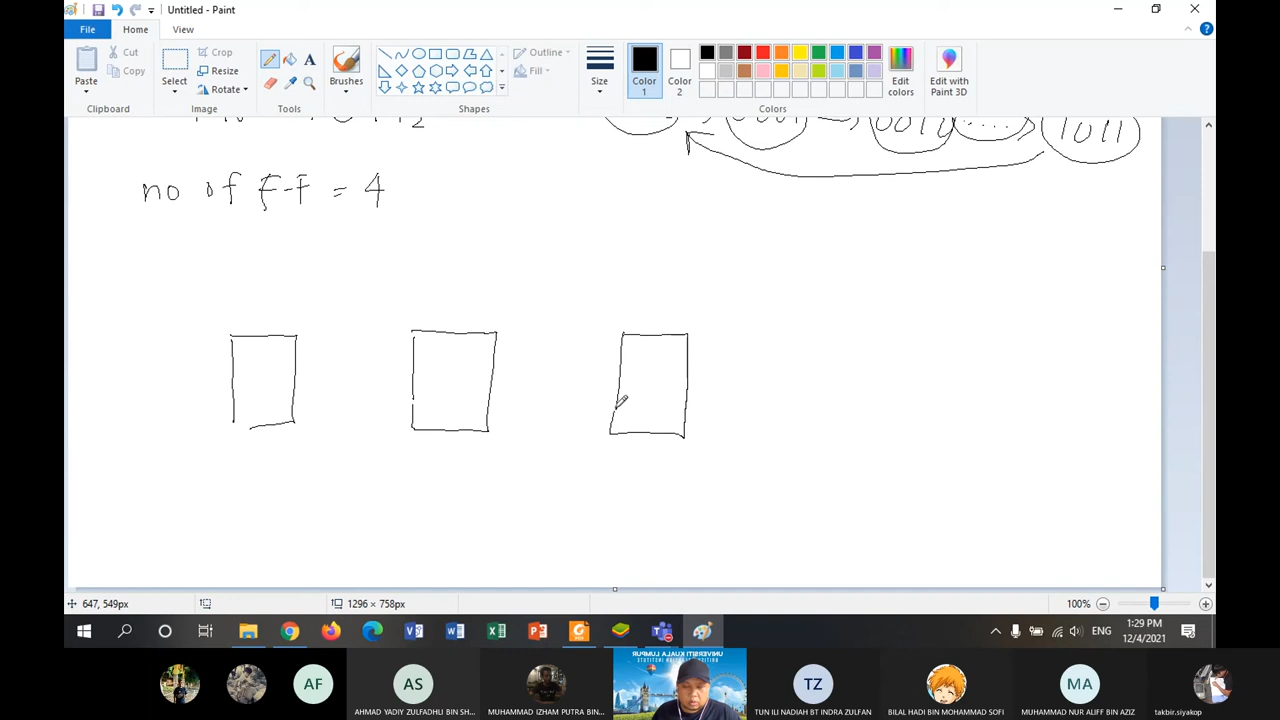 Untitled - Paint
File
Home
View
Paste
Cut
Copy
Clipboard
Select
Crop
Resize
Rotate
Image
Tools
Brushes
Shapes
Outline
Fill
Size
Color 1
Color 2
Edit colors
Colors
Edit with Paint 3D
1011
no of F-F = 4
647, 549px
1296 × 758px
100%
ENG
1:29 PM
12/4/2021
AF
AS
AHMAD YADIY ZULFADHLI BIN SH...
MUHAMMAD IZHAM PUTRA BIN...
UNIVERSITI KUALA LUMPUR
TZ
TUN ILI NADIAH BT INDRA ZULFAN
BILAL HADI BIN MOHAMMAD SOFI
MA
MUHAMMAD NUR ALIFF BIN AZIZ
takbir.siyakop